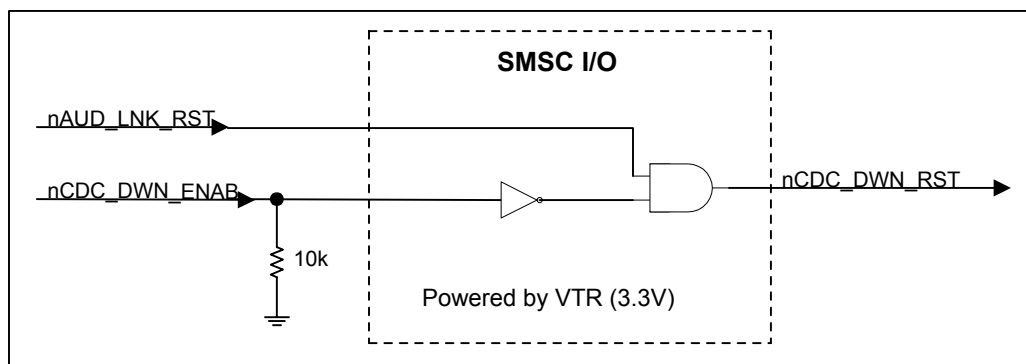 SMSC I/O
nAUD_LNK_RST
nCDC_DWN_ENAB
nCDC_DWN_RST
10k
Powered by VTR (3.3V)